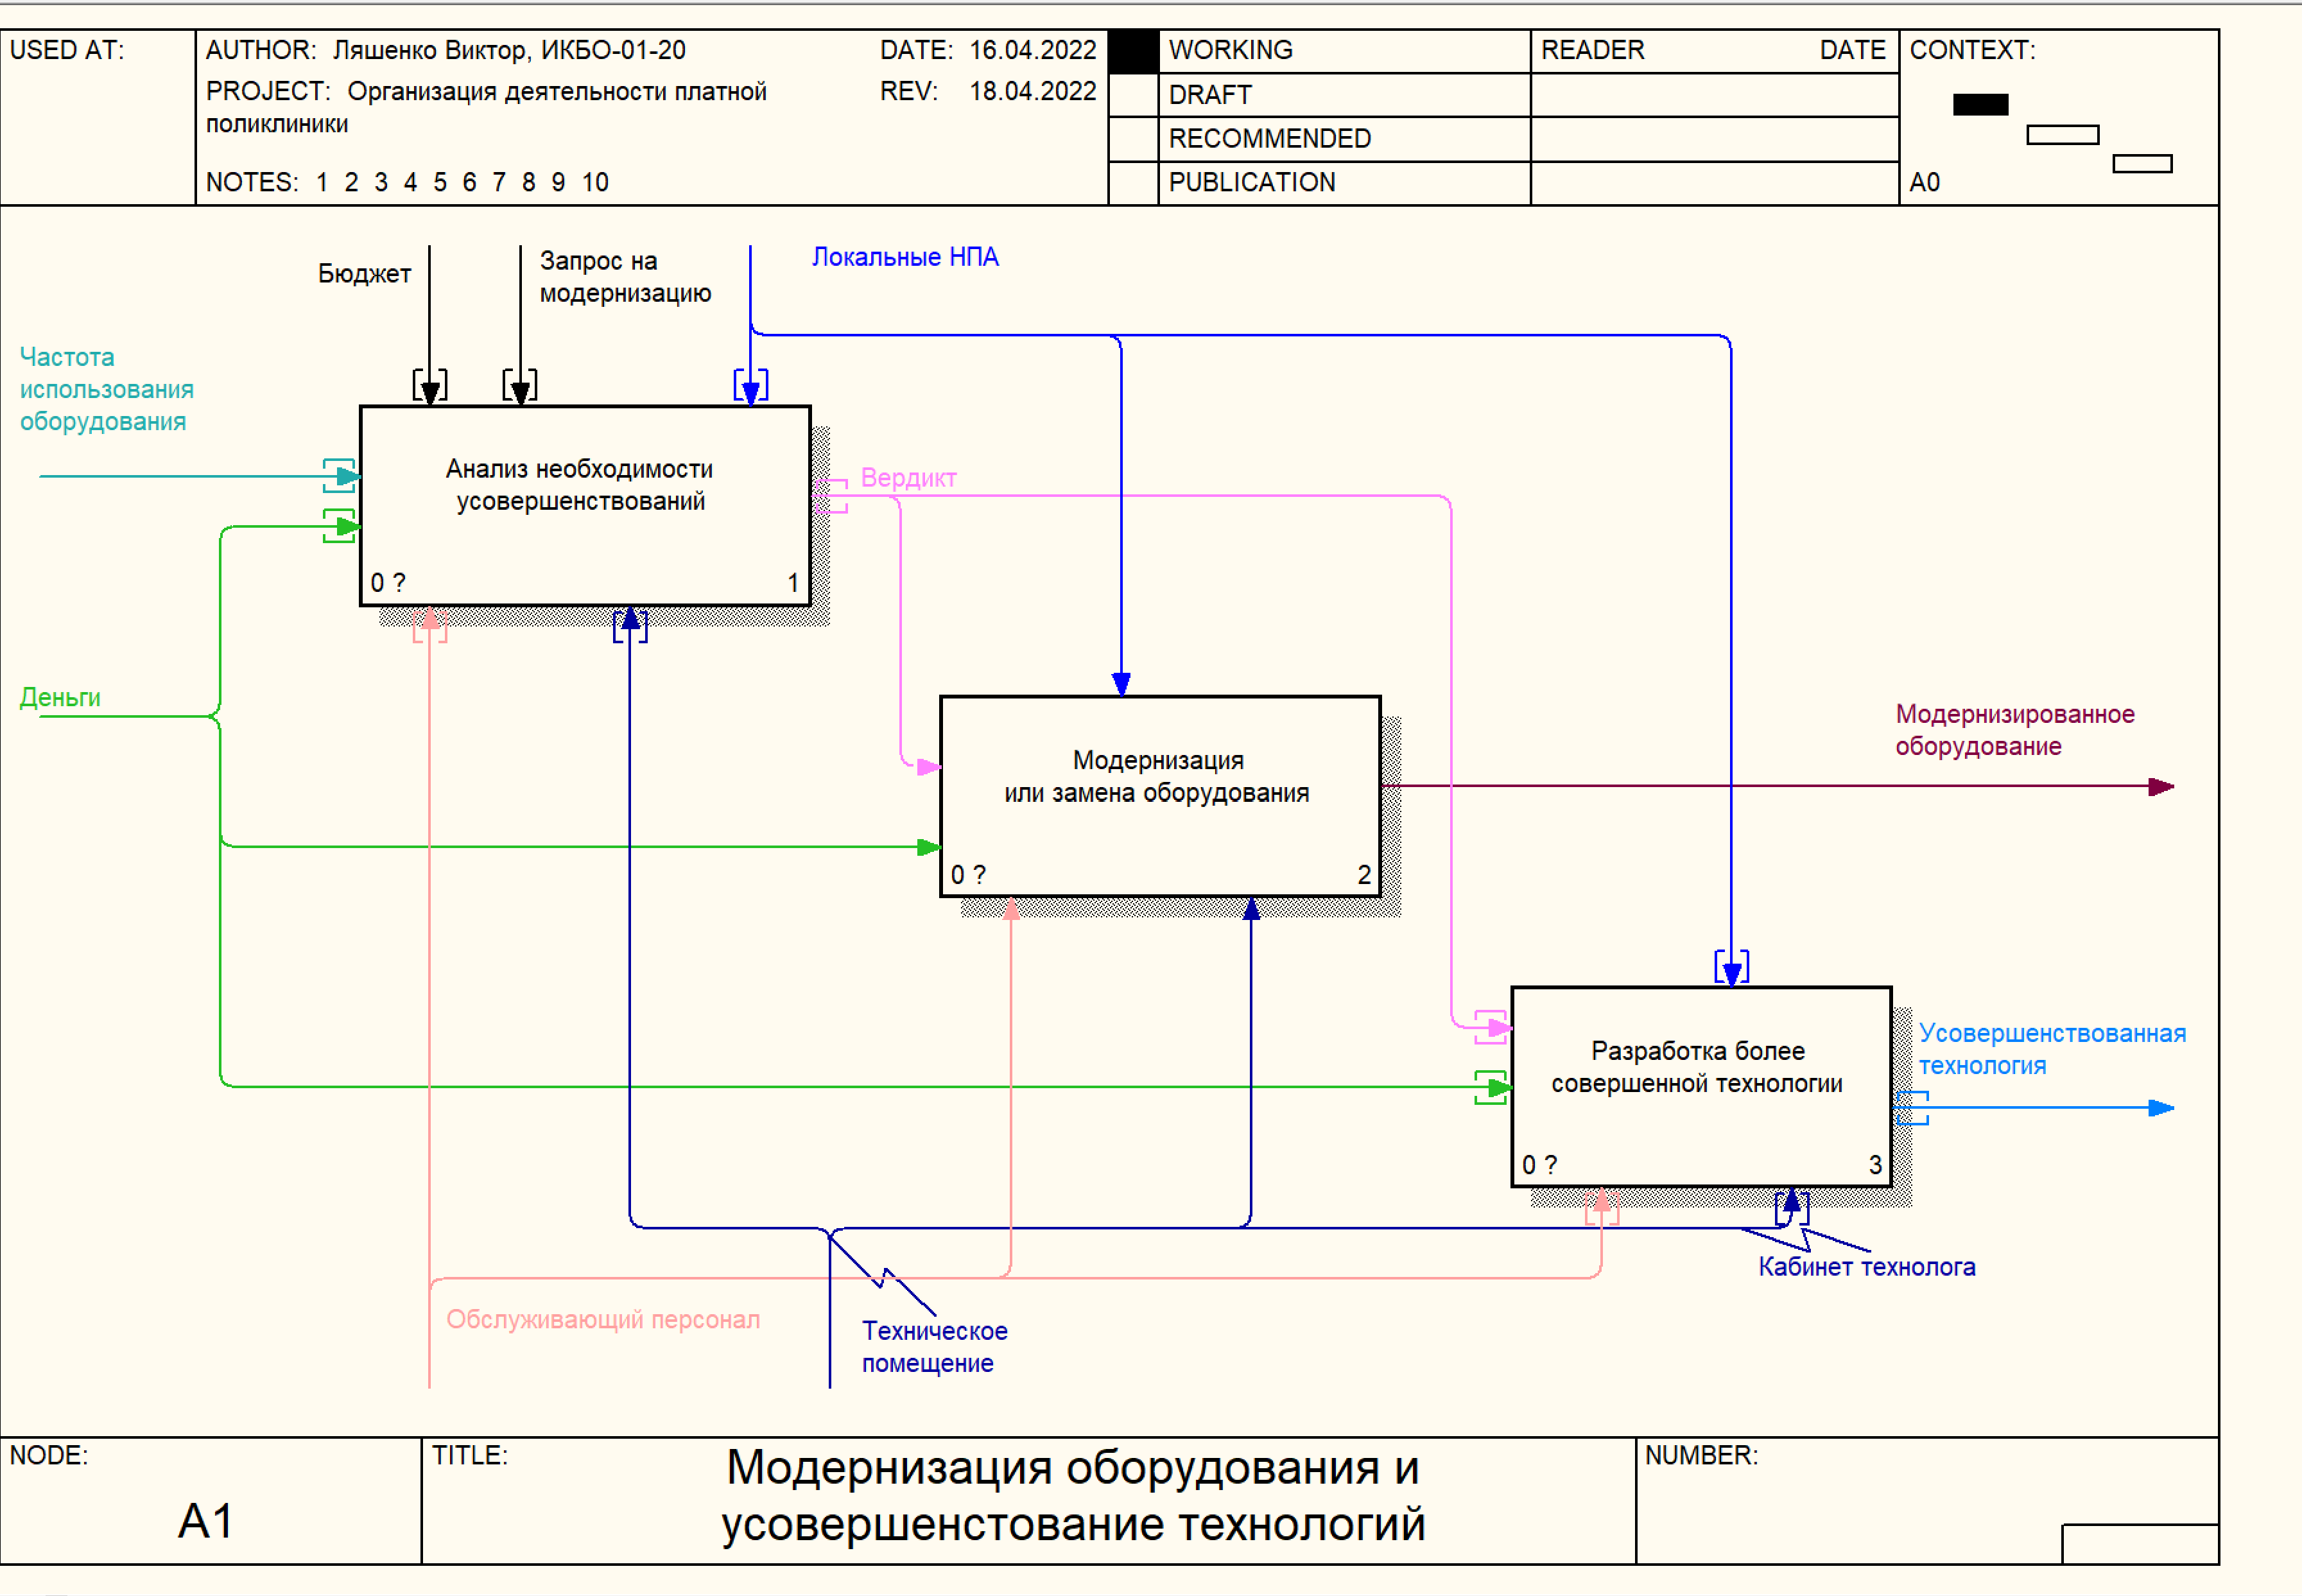 USED AT:
AUTHOR: Ляшенко Виктор, ИКБО-01-20
DATE: 16.04.2022
PROJECT: Организация деятельности платной
поликлиники
REV: 18.04.2022
NOTES: 1 2 3 4 5 6 7 8 9 10
WORKING
DRAFT
RECOMMENDED
PUBLICATION
READER DATE
CONTEXT:
A0
Бюджет
Запрос на
модернизацию
Локальные НПА
Частота
использования
оборудования
Анализ необходимости
усовершенствований
0 ? 1
Вердикт
Деньги
Модернизация
или замена оборудования
0 ? 2
Модернизированное
оборудование
Разработка более
совершенной технологии
0 ? 3
Усовершенствованная
технология
Кабинет технолога
Обслуживающий персонал
Техническое
помещение
NODE:
A1
TITLE:
Модернизация оборудования и
усовершенстование технологий
NUMBER: